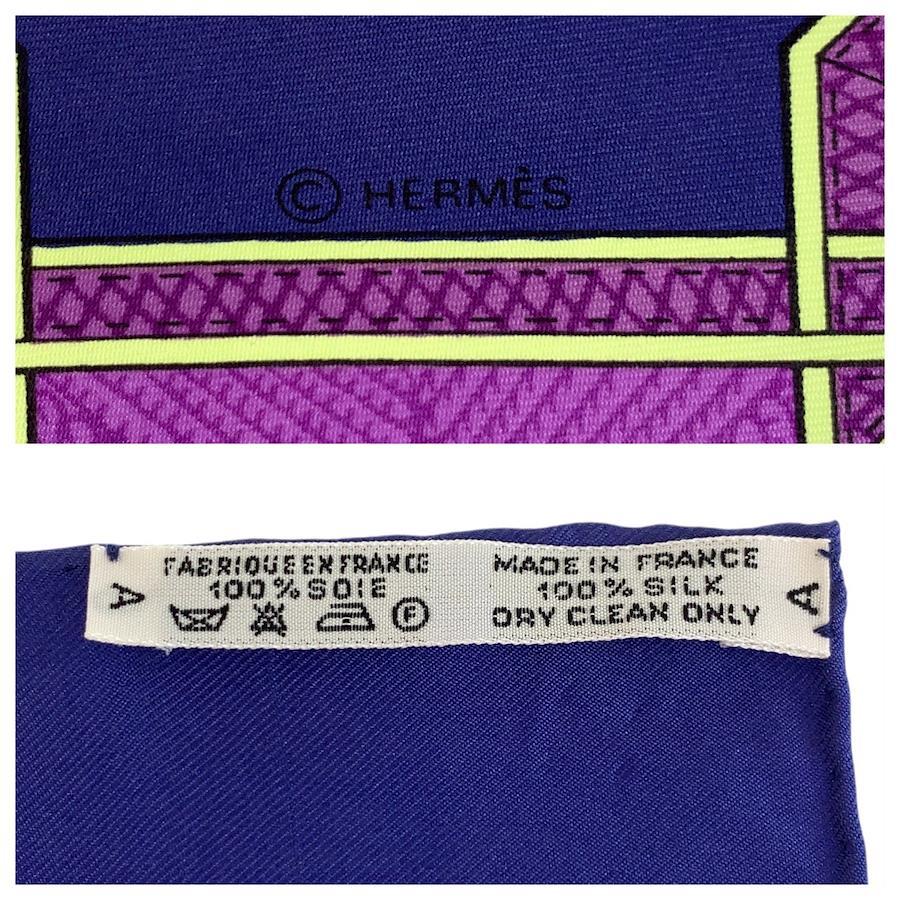 © HERMÈS
FABRIQUE EN FRANCE
100% SOIE
MADE IN FRANCE
100% SILK
DRY CLEAN ONLY
A
A
F